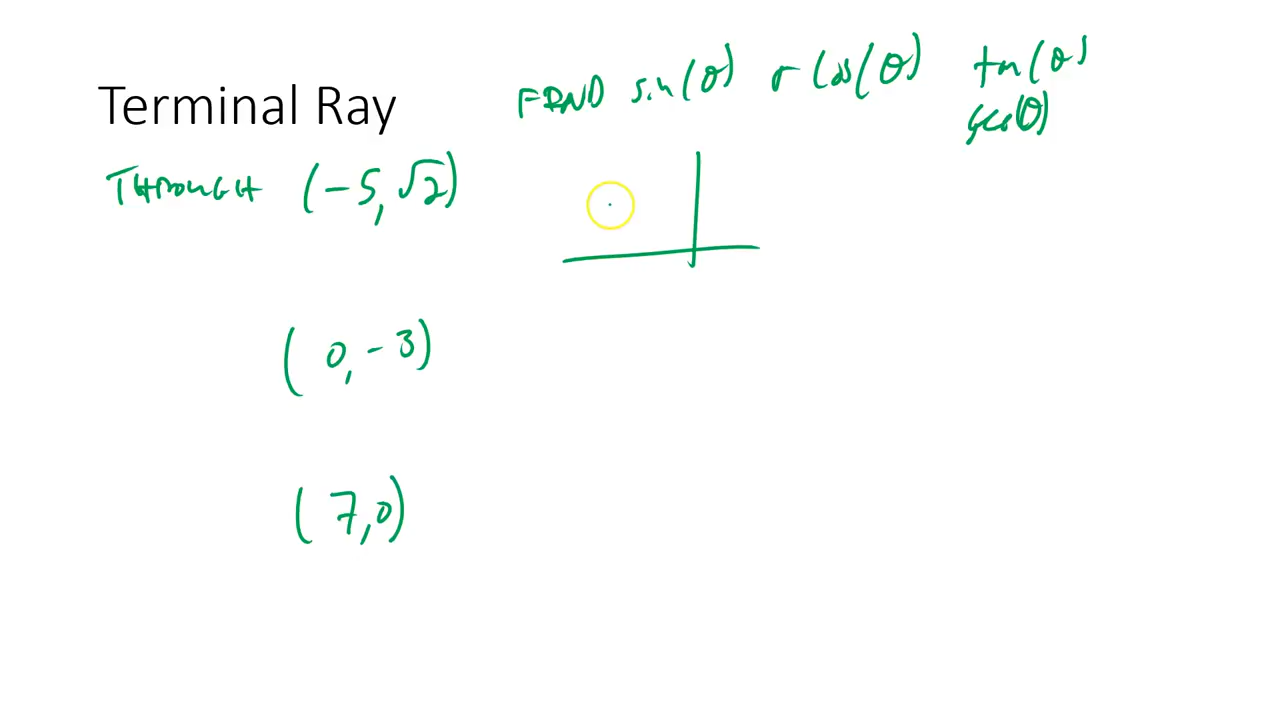 Terminal Ray
FIND sin(θ) r cos(θ) tan(θ)
sec(θ)
THROUGH (-5, √2)
(0, -3)
(7, 0)